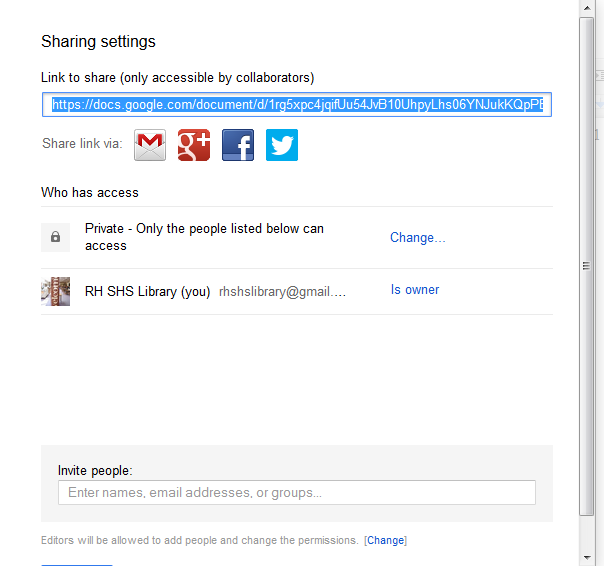 Sharing settings
Link to share (only accessible by collaborators)
https://docs.google.com/document/d/1rg5xpc4jqifUu54JvB10UhpyLhs06YNJukKQpPE
Share link via:
Who has access
Private - Only the people listed below can
access
Change...
RH SHS Library (you) rhshslibrary@gmail....
Is owner
Invite people:
Enter names, email addresses, or groups...
Editors will be allowed to add people and change the permissions. [Change]